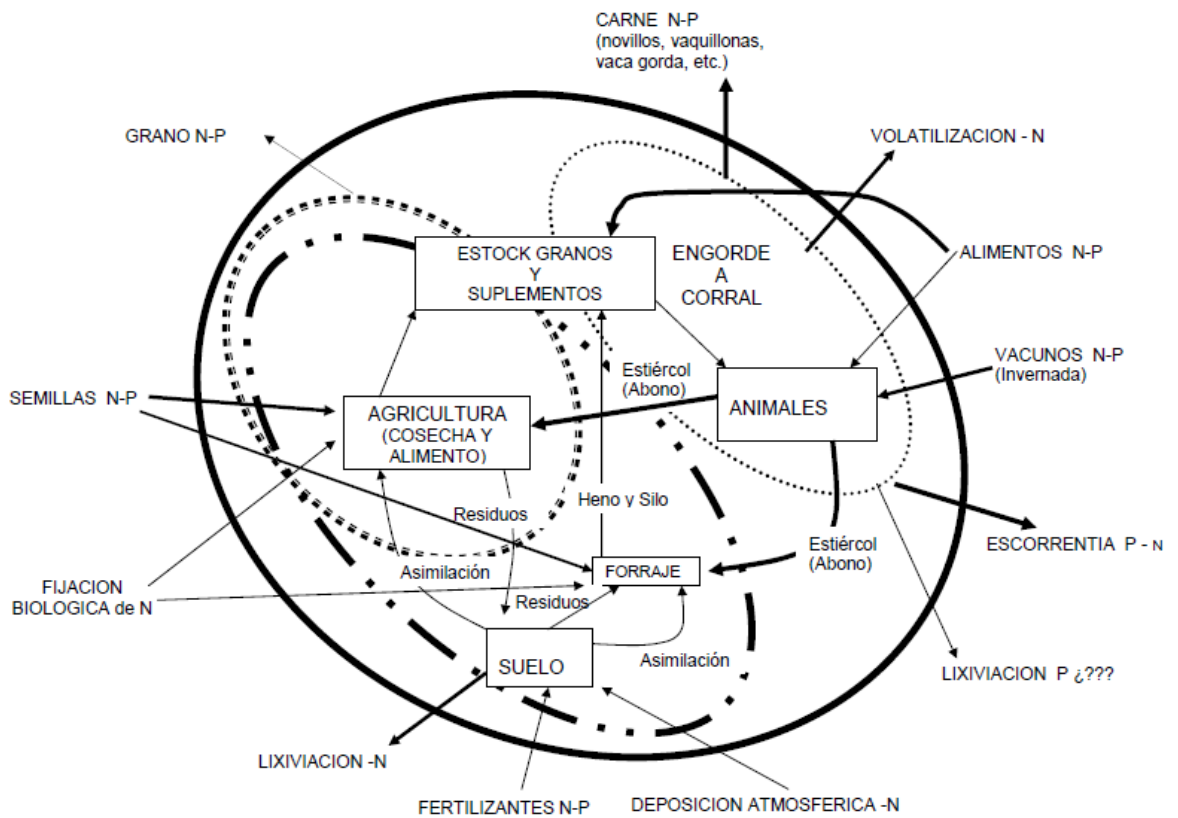 CARNE N-P
(novillos, vaquillonas,
vaca gorda, etc.)
GRANO N-P
VOLATILIZACION - N
ESTOCK GRANOS
Y
SUPLEMENTOS
ENGORDE
A
CORRAL
ALIMENTOS N-P
VACUNOS N-P
(Invernada)
Estiércol
(Abono)
ANIMALES
SEMILLAS N-P
AGRICULTURA
(COSECHA Y
ALIMENTO)
Residuos
Heno y Silo
ESCORRENTIA P - N
Estiércol
(Abono)
FORRAJE
Asimilación
FIJACION
BIOLOGICA de N
Residuos
SUELO
Asimilación
LIXIVIACION P ¿???
LIXIVIACION -N
FERTILIZANTES N-P
DEPOSICION ATMOSFERICA -N